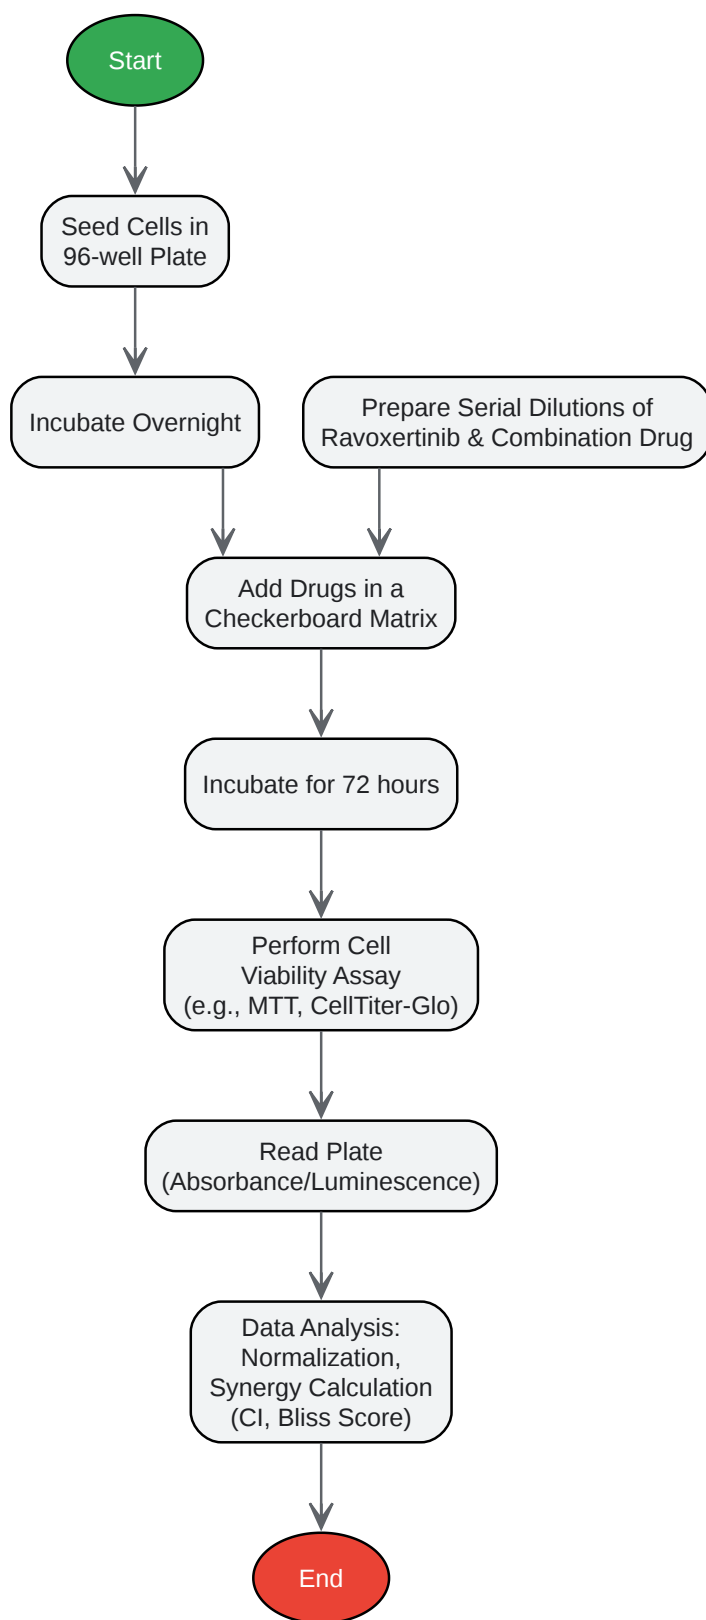 Start
Seed Cells in
96-well Plate
Incubate Overnight
Prepare Serial Dilutions of
Ravoxertinib & Combination Drug
Add Drugs in a
Checkerboard Matrix
Incubate for 72 hours
Perform Cell
Viability Assay
(e.g., MTT, CellTiter-Glo)
Read Plate
(Absorbance/Luminescence)
Data Analysis:
Normalization,
Synergy Calculation
(CI, Bliss Score)
End